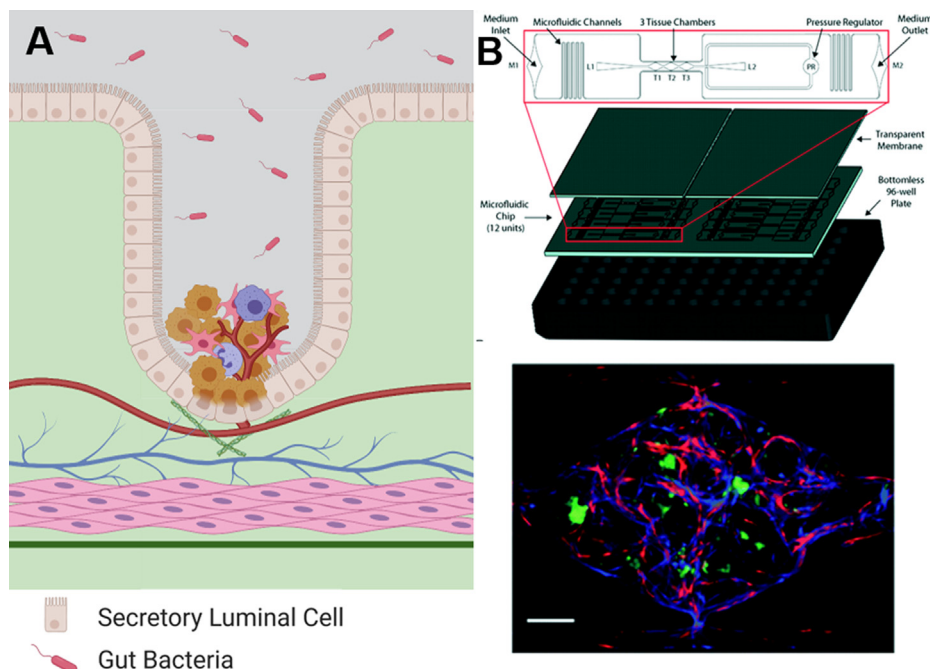 A
Secretory Luminal Cell
Gut Bacteria
B
Medium
Inlet
Microfluidic Channels
3 Tissue Chambers
Pressure Regulator
Medium
Outlet
M1
L1
T1 T2 T3
L2
PR
M2
Transparent
Membrane
Microfluidic
Chip
(12 units)
Bottomless
96-well
Plate